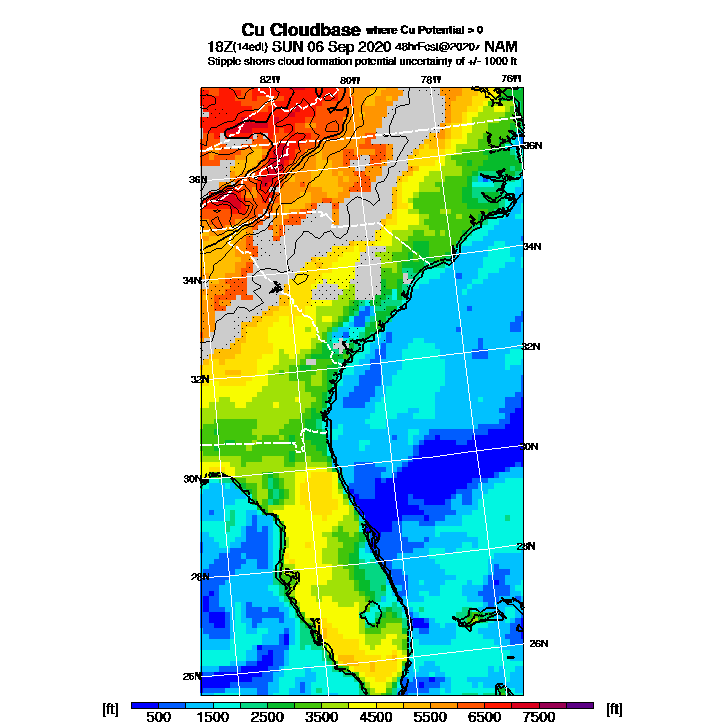 Cu Cloudbase where Cu Potential > 0
18Z(14edt) SUN 06 Sep 2020 48hrFcst@2020z NAM
Stipple shows cloud formation potential uncertainty of +/- 1000 ft
82W 80W 78W 76W
36N
36N
34N
34N
32N
32N
30N
30N
28N
28N
26N
26N
[ft] 500 1500 2500 3500 4500 5500 6500 7500 [ft]